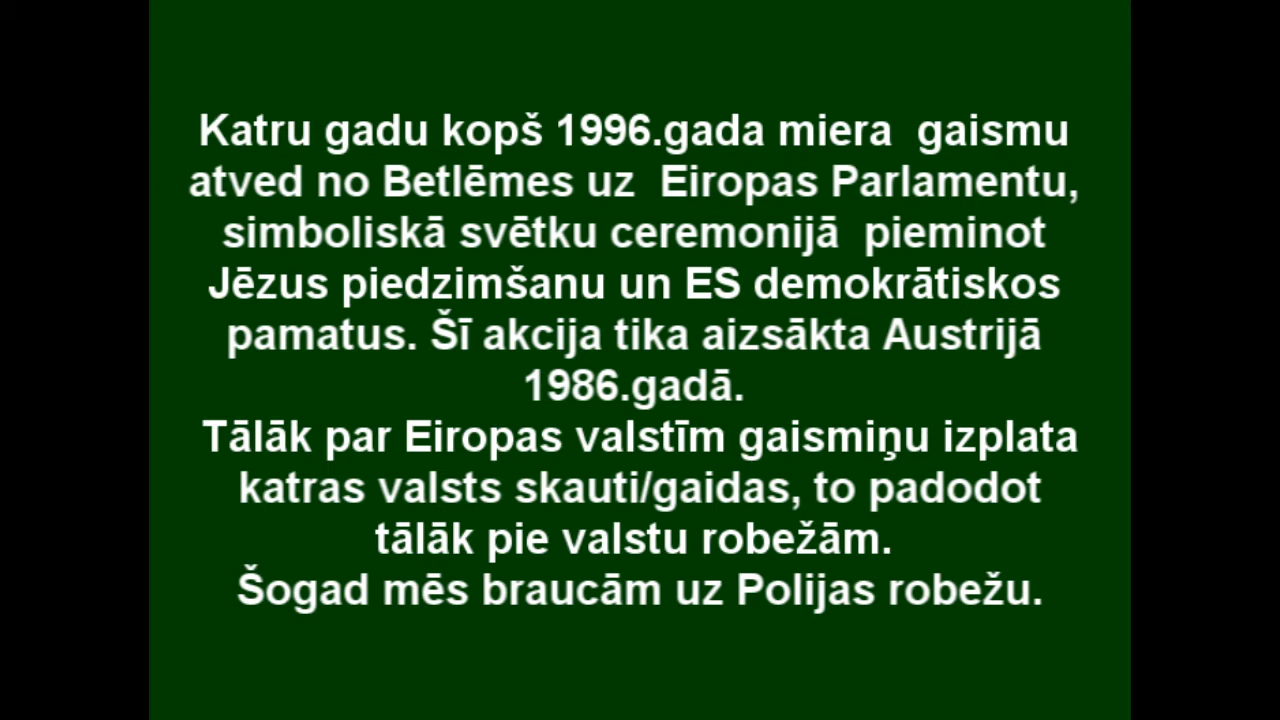 Katru gadu kopš 1996.gada miera  gaismu
atved no Betlēmes uz  Eiropas Parlamentu,
simboliskā svētku ceremonijā  pieminot
Jēzus piedzimšanu un ES demokrātiskos
pamatus. Šī akcija tika aizsākta Austrijā
1986.gadā.
Tālāk par Eiropas valstīm gaismiņu izplata
katras valsts skauti/gaidas, to padodot
tālāk pie valstu robežām.
Šogad mēs braucām uz Polijas robežu.